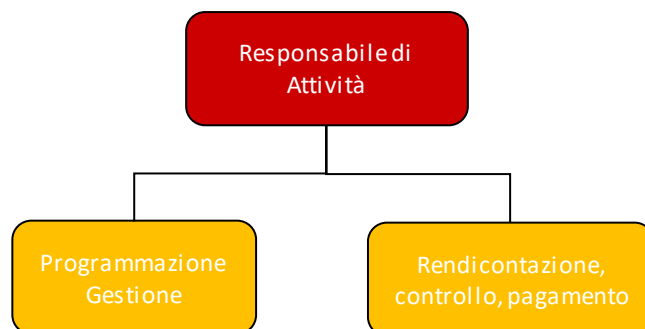 Responsabile di
Attività
Programmazione
Gestione
Rendicontazione,
controllo, pagamento